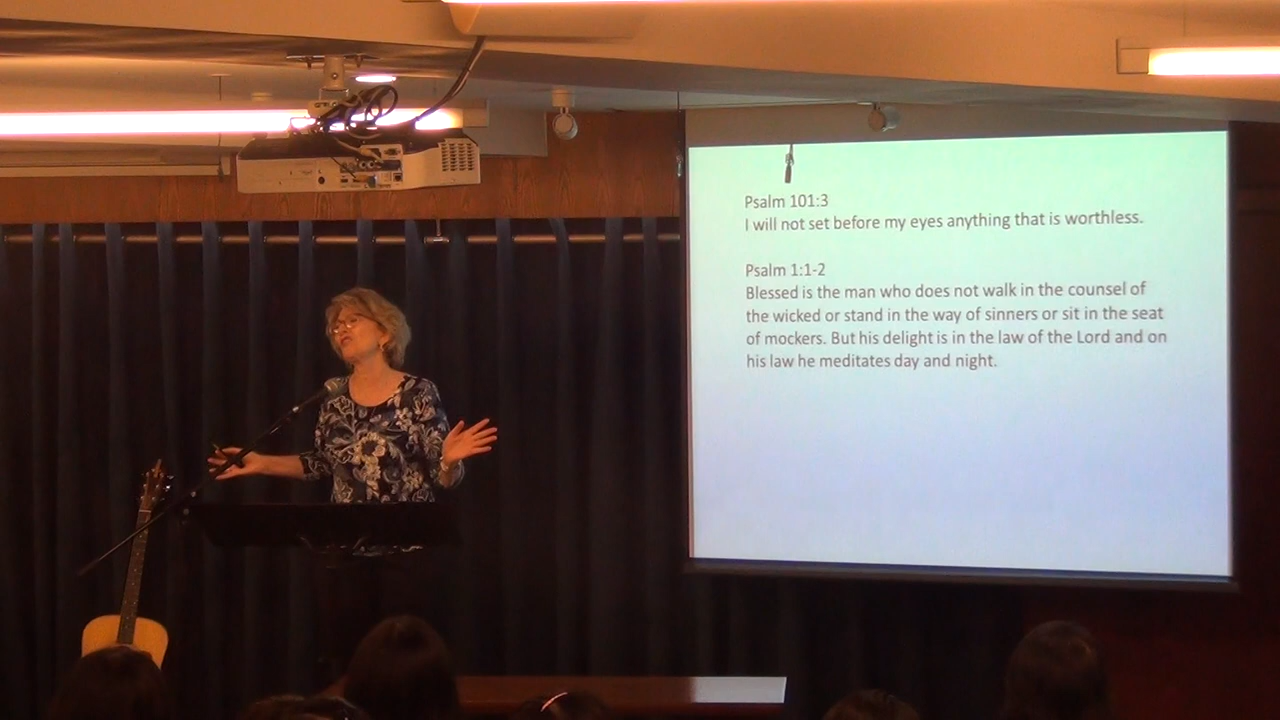 Psalm 101:3
I will not set before my eyes anything that is worthless.
Psalm 1:1-2
Blessed is the man who does not walk in the counsel of
the wicked or stand in the way of sinners or sit in the seat
of mockers. But his delight is in the law of the Lord and on
his law he meditates day and night.